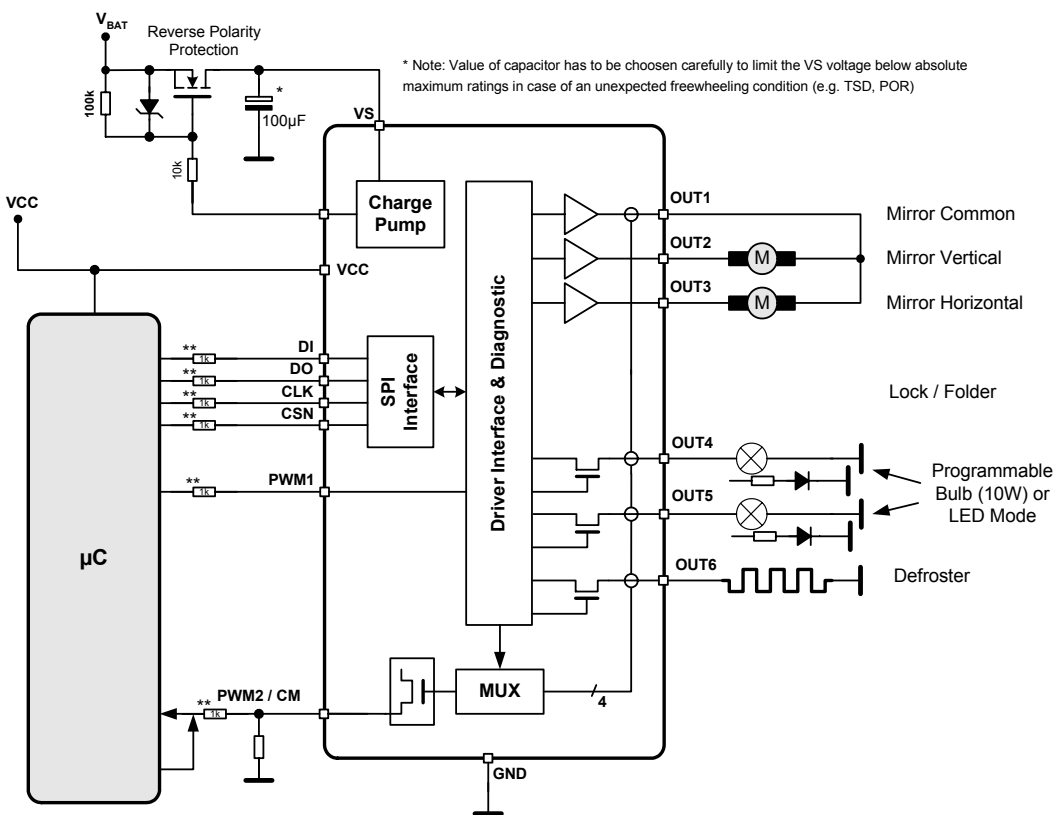 VBAT
Reverse Polarity
Protection
* Note: Value of capacitor has to be choosen carefully to limit the VS voltage below absolute
maximum ratings in case of an unexpected freewheeling condition (e.g. TSD, POR)
100k
*
100µF
VS
10k
Charge
Pump
VCC
VCC
OUT1
Mirror Common
OUT2
M
Mirror Vertical
OUT3
M
Mirror Horizontal
** 1k DI
** 1k DO
** 1k CLK
** 1k CSN
SPI
Interface
Driver Interface & Diagnostic
Lock / Folder
OUT4
Programmable
Bulb (10W) or
LED Mode
OUT5
** 1k PWM1
µC
OUT6
Defroster
MUX
4
** 1k PWM2 / CM
GND